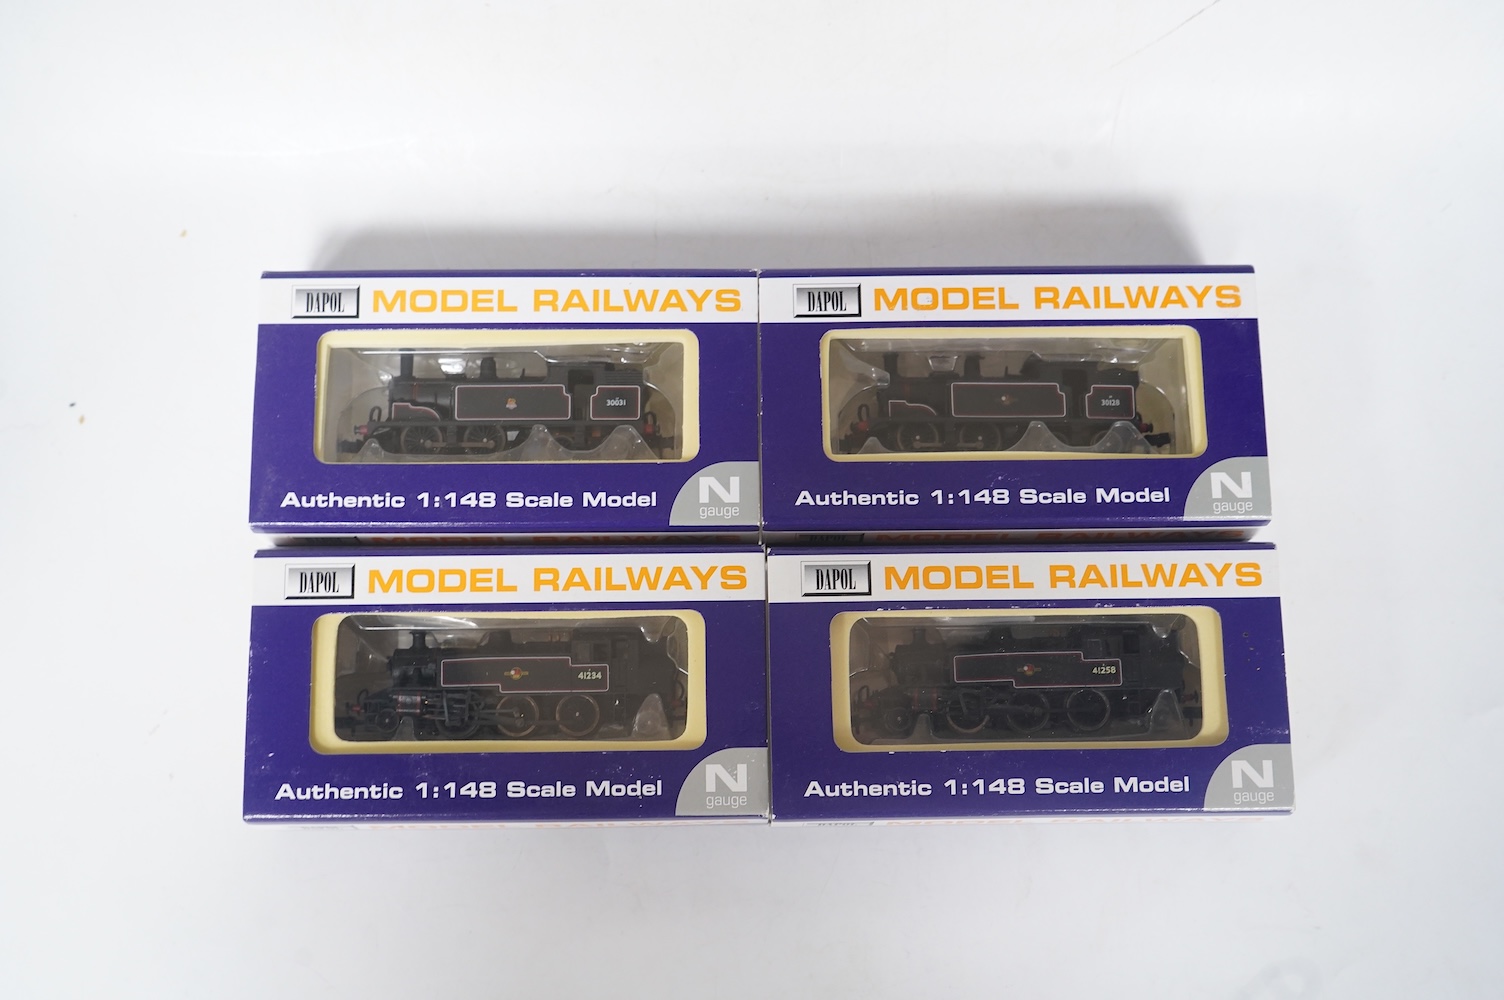 DAPOL MODEL RAILWAYS
30031
Authentic 1:148 Scale Model
N
gauge
DAPOL MODEL RAILWAYS
30128
Authentic 1:148 Scale Model
N
gauge
DAPOL MODEL RAILWAYS
41234
Authentic 1:148 Scale Model
N
gauge
DAPOL MODEL RAILWAYS
41258
Authentic 1:148 Scale Model
N
gauge